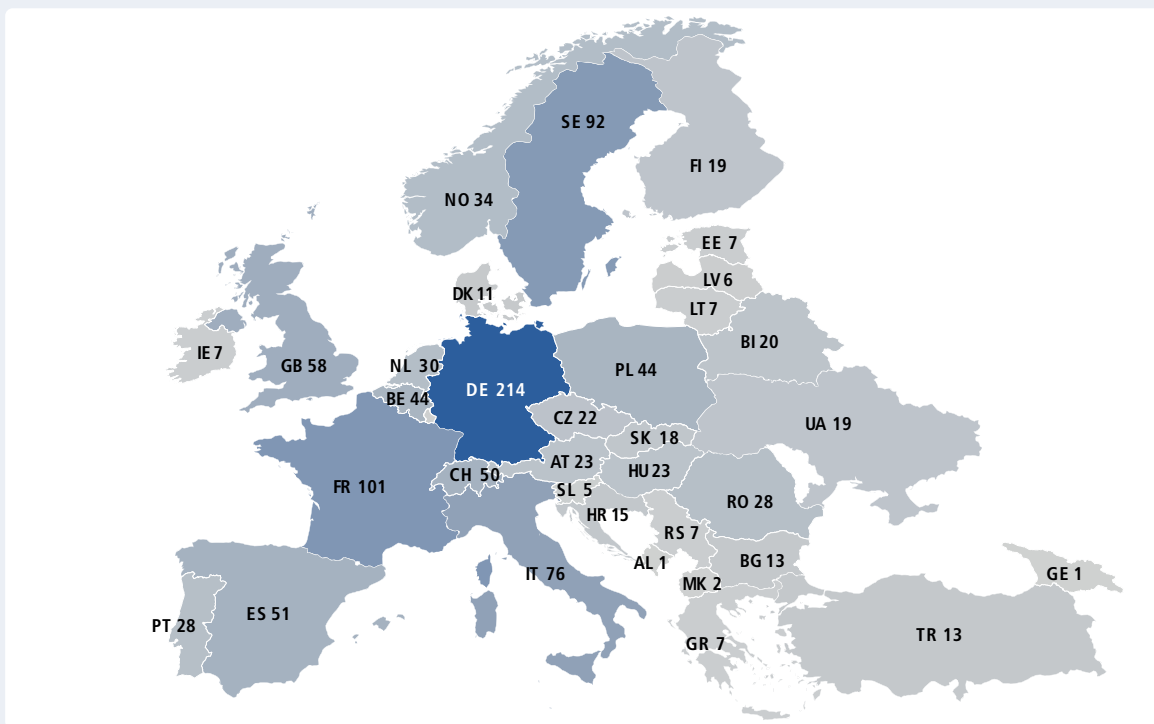 SE 92
FI 19
NO 34
EE 7
LV 6
DK 11
LT 7
BI 20
IE 7
GB 58
NL 30
PL 44
DE 214
BE 44
CZ 22
UA 19
SK 18
AT 23
HU 23
CH 50
FR 101
SL 5
RO 28
HR 15
RS 7
AL 1
BG 13
IT 76
GE 1
MK 2
ES 51
PT 28
TR 13
GR 7